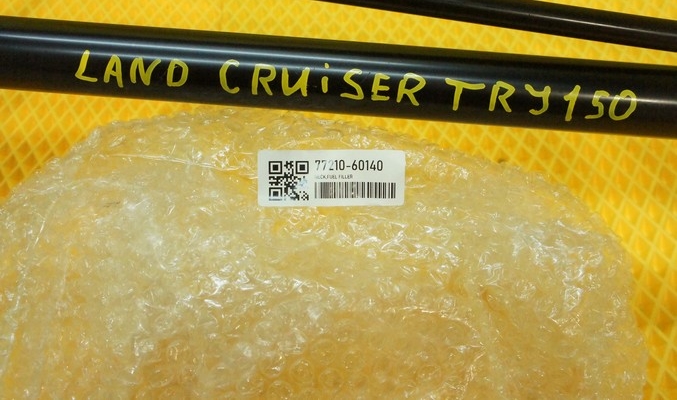 LAND CRUiSER TRJ150
77210-60140
NECK,FUEL FILLER